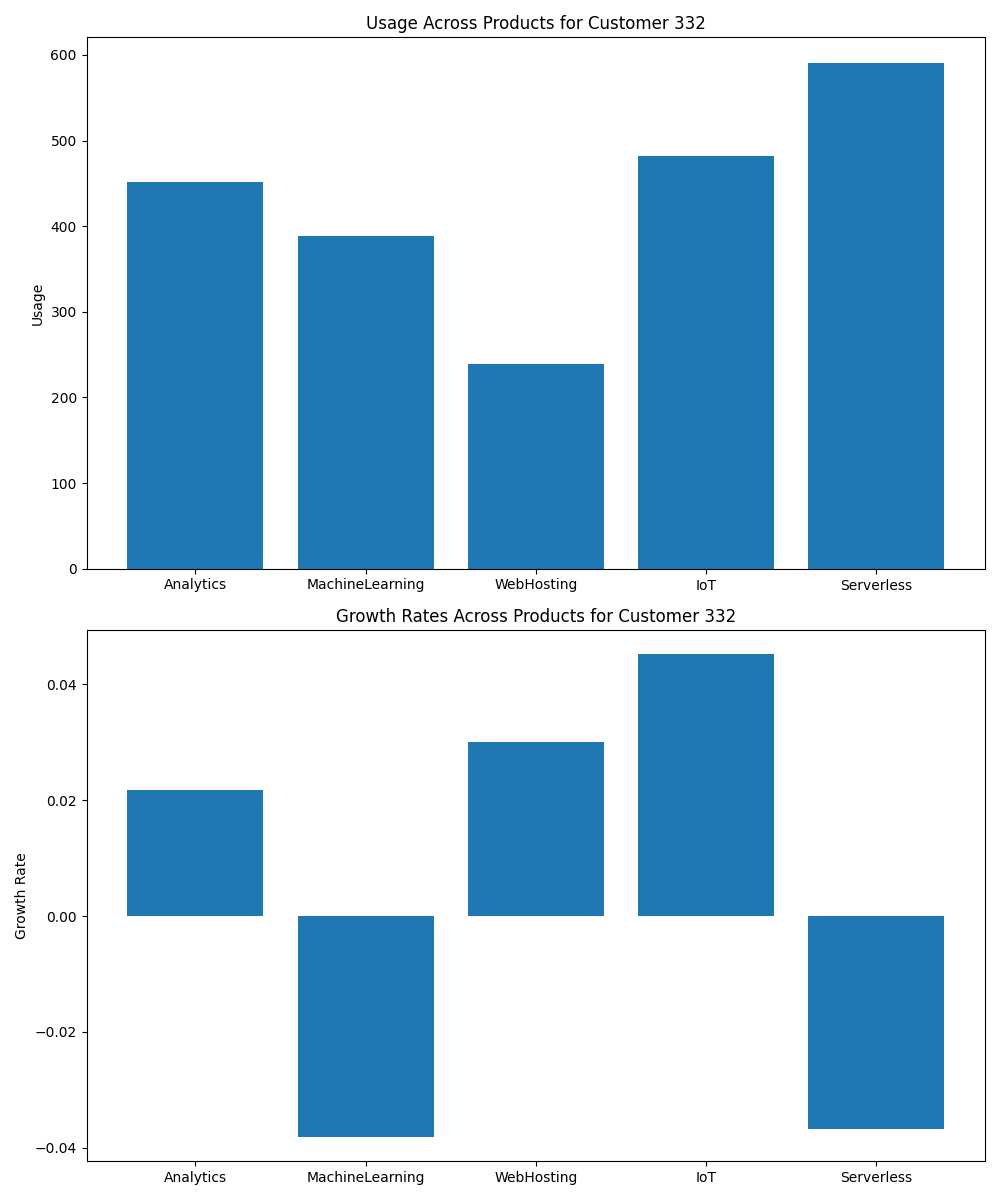 Usage Across Products for Customer 332
600
500
400
300
200
100
0
Usage
Analytics MachineLearning WebHosting IoT Serverless
Growth Rates Across Products for Customer 332
0.04
0.02
0.00
−0.02
−0.04
Growth Rate
Analytics MachineLearning WebHosting IoT Serverless